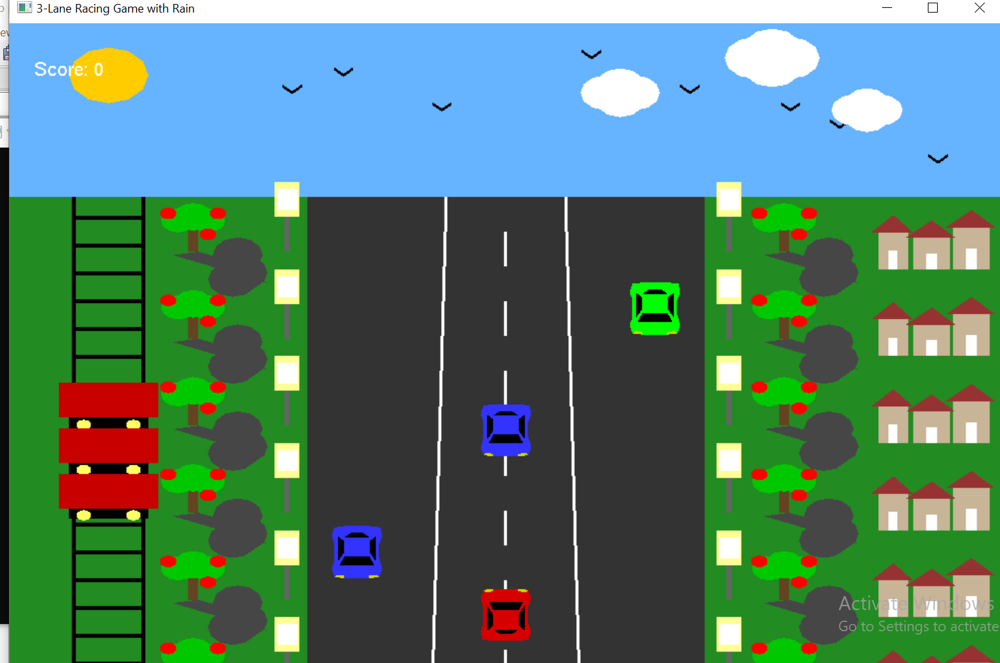 3-Lane Racing Game with Rain
Score: 0
Activate Windows
Go to Settings to activate